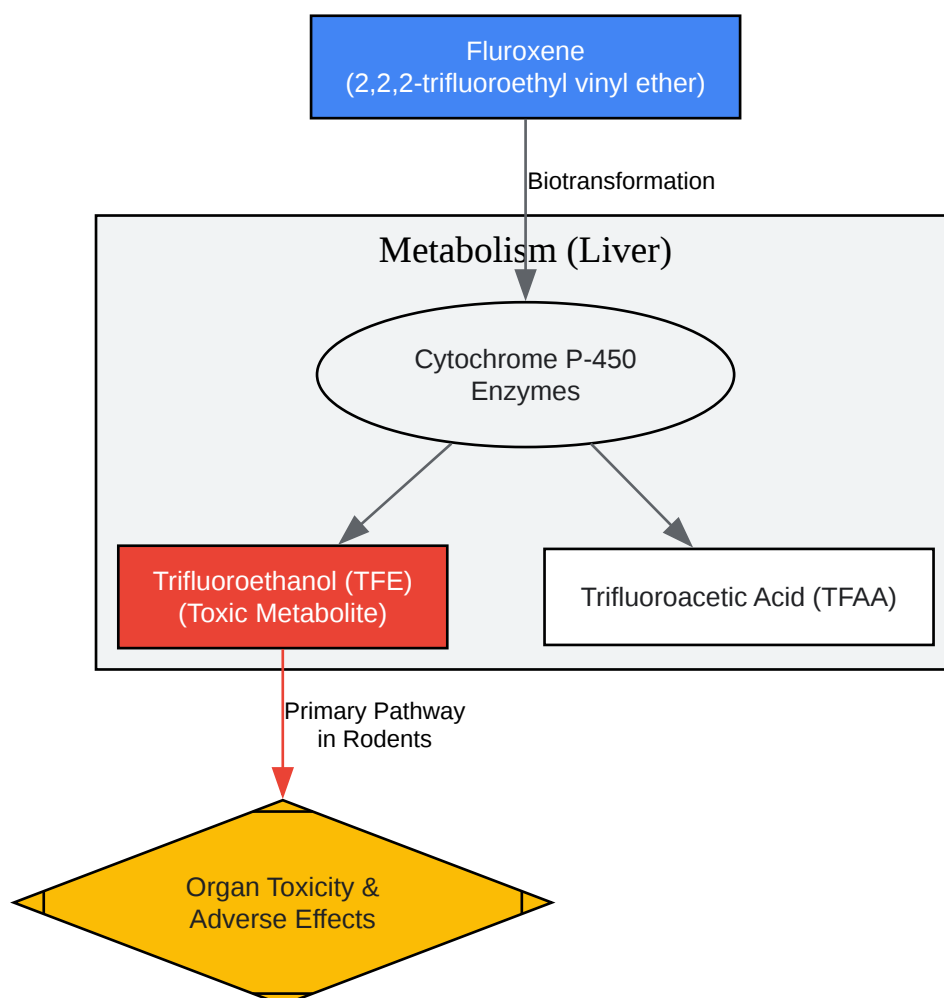 Fluroxene
(2,2,2-trifluoroethyl vinyl ether)
Biotransformation
Metabolism (Liver)
Cytochrome P-450
Enzymes
Trifluoroethanol (TFE)
(Toxic Metabolite)
Trifluoroacetic Acid (TFAA)
Primary Pathway
in Rodents
Organ Toxicity &
Adverse Effects